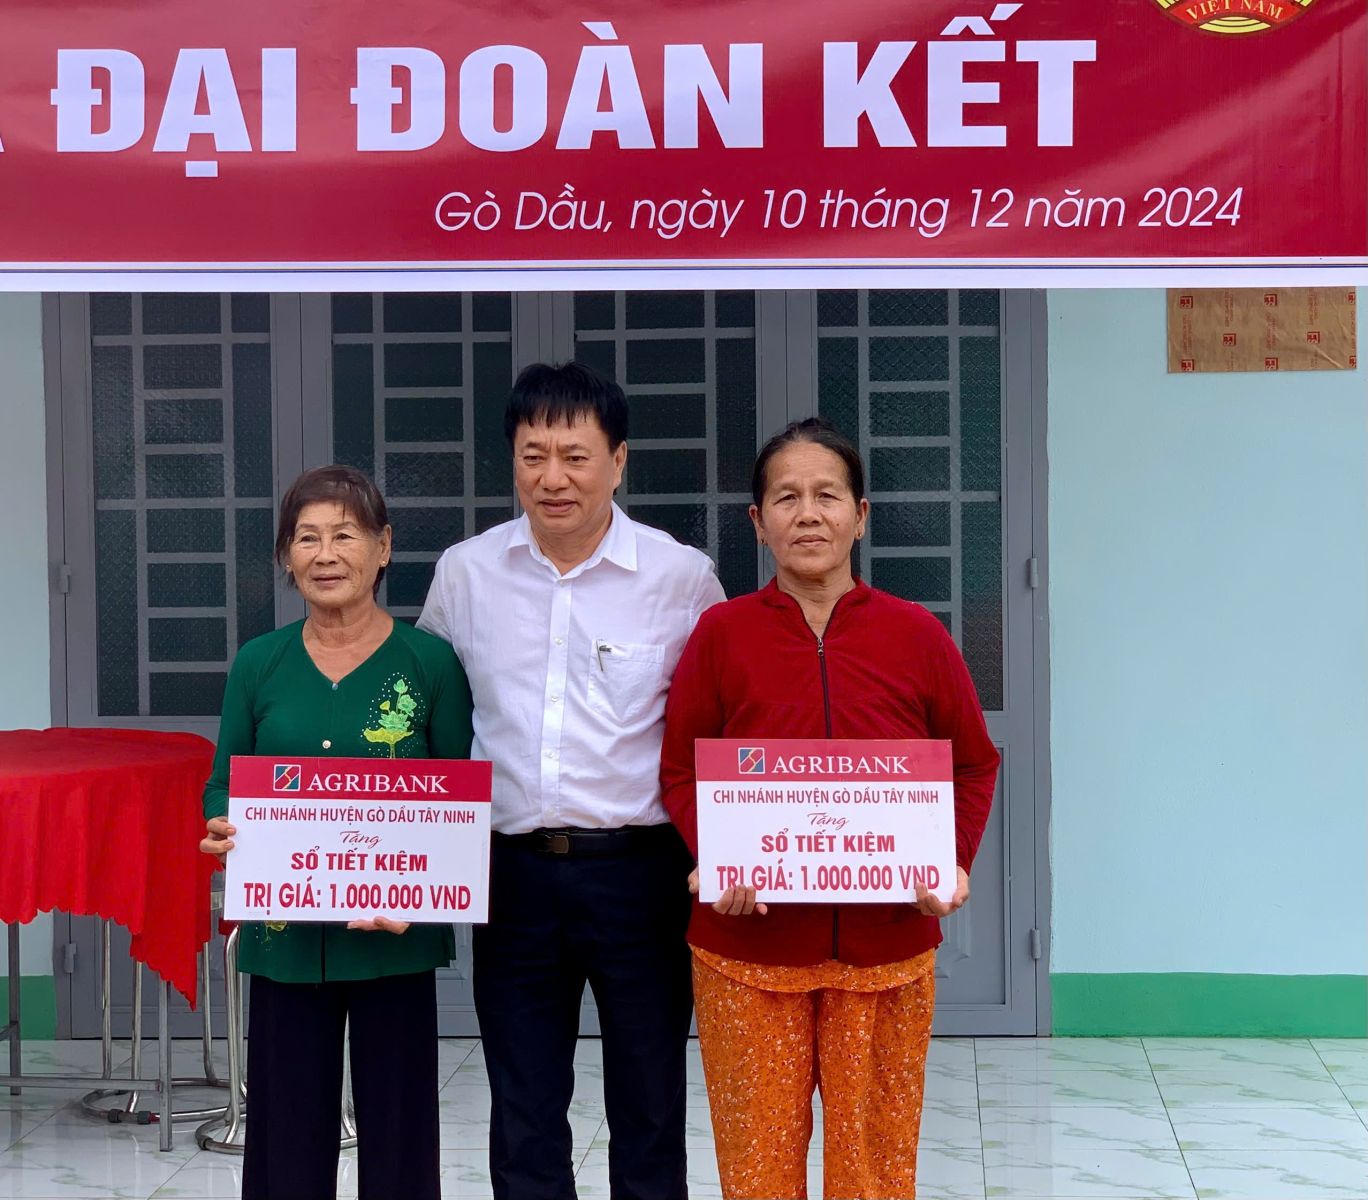 VIỆT NAM
ĐẠI ĐOÀN KẾT
Gò Dầu, ngày 10 tháng 12 năm 2024
AGRIBANK
CHI NHÁNH HUYỆN GÒ DẦU TÂY NINH
Tặng
SỔ TIẾT KIỆM
TRỊ GIÁ: 1.000.000 VND
AGRIBANK
CHI NHÁNH HUYỆN GÒ DẦU TÂY NINH
Tặng
SỔ TIẾT KIỆM
TRỊ GIÁ: 1.000.000 VND